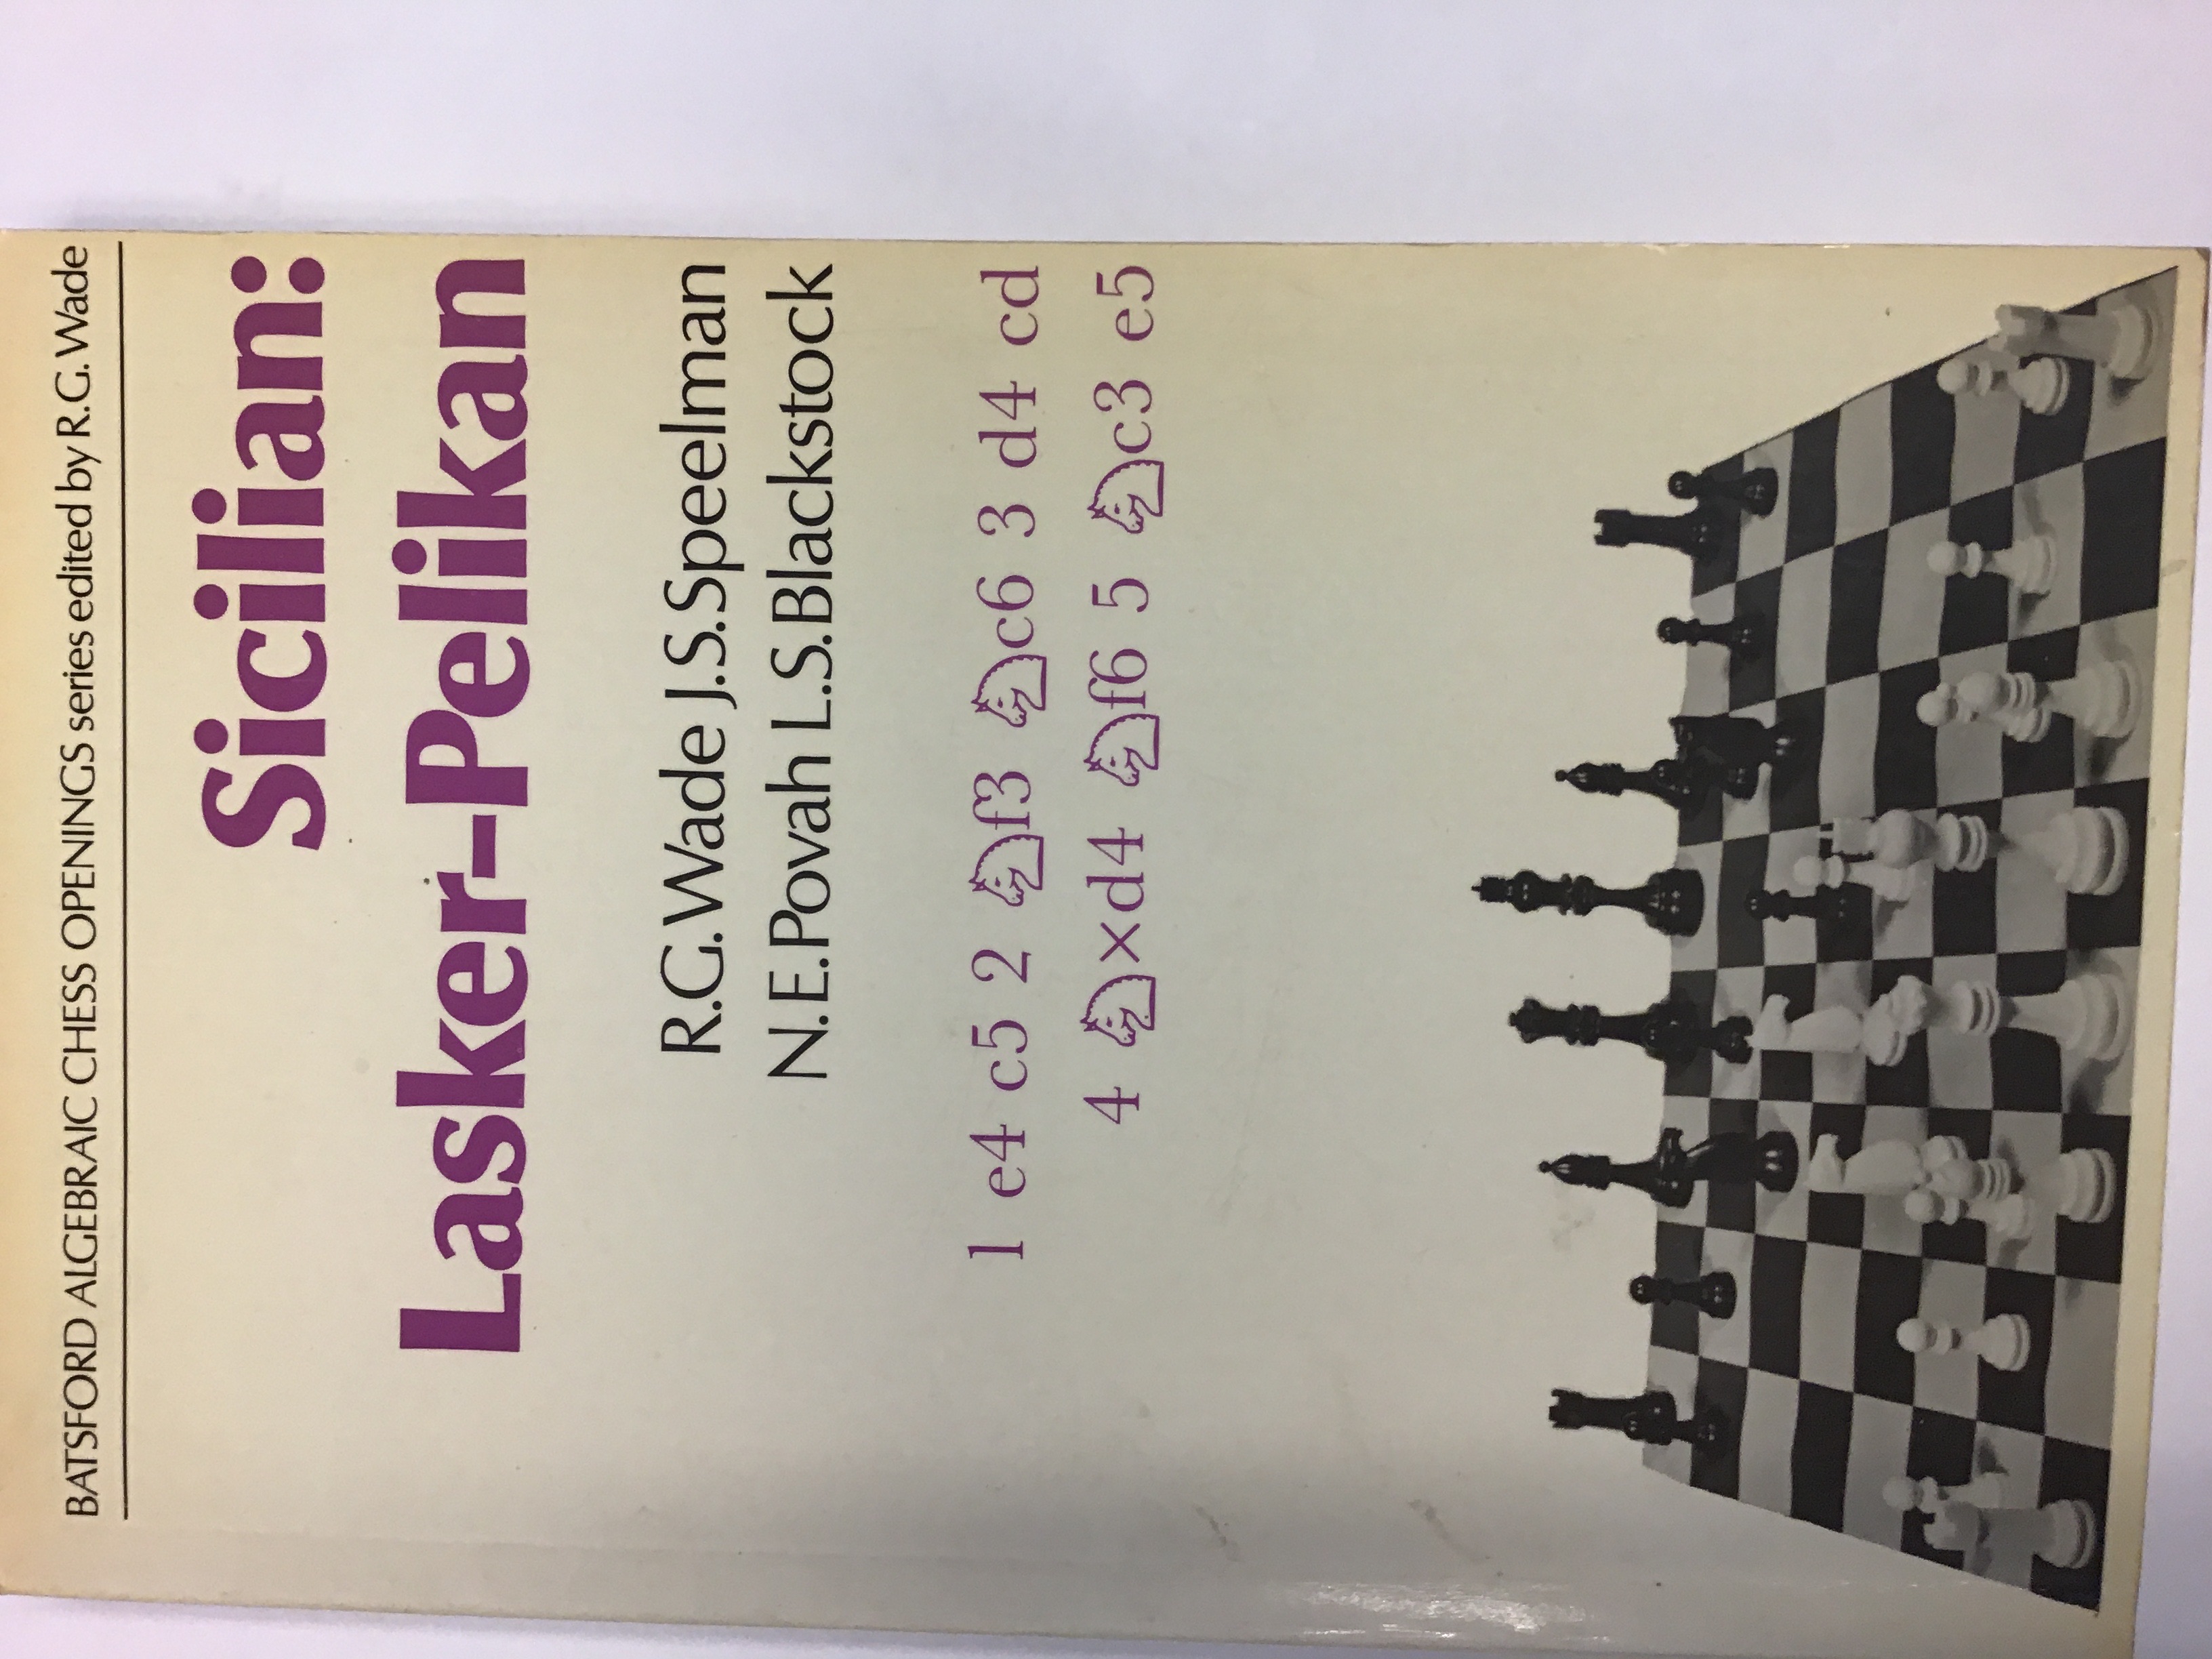 BATSFORD ALGEBRAIC CHESS OPENINGS series edited by R.G.Wade
Sicilian:
Lasker–Pelikan
R.G.Wade J.S.Speelman
N.E.Povah L.S.Blackstock
1 e4 c5 2 ♘f3 ♘c6 3 d4 cd
4 ♘×d4 ♘f6 5 ♘c3 e5